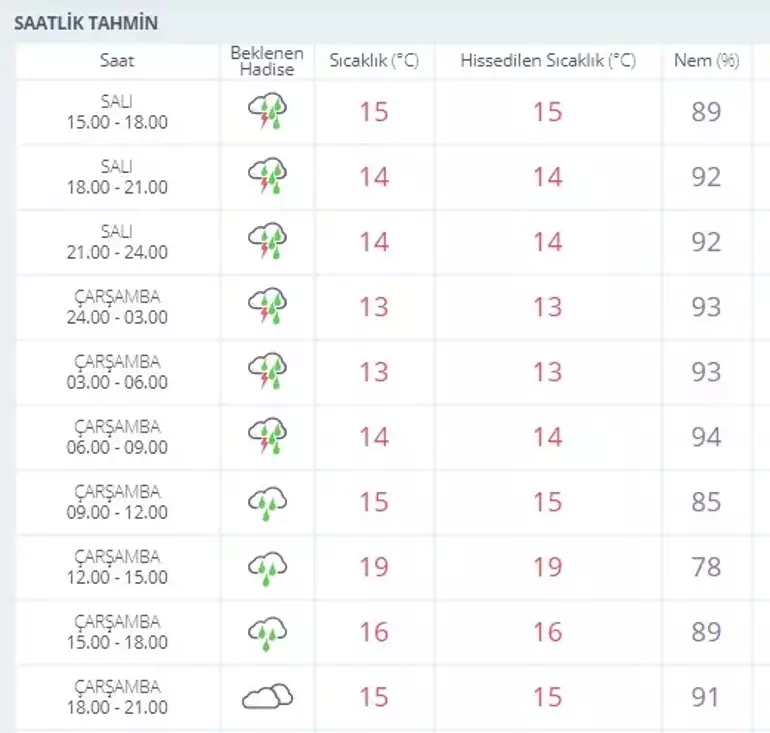 SAATLİK TAHMİN
Saat Beklenen Hadise Sıcaklık (°C) Hissedilen Sıcaklık (°C) Nem (%)
SALI
15.00 - 18.00 15 15 89
SALI
18.00 - 21.00 14 14 92
SALI
21.00 - 24.00 14 14 92
ÇARŞAMBA
24.00 - 03.00 13 13 93
ÇARŞAMBA
03.00 - 06.00 13 13 93
ÇARŞAMBA
06.00 - 09.00 14 14 94
ÇARŞAMBA
09.00 - 12.00 15 15 85
ÇARŞAMBA
12.00 - 15.00 19 19 78
ÇARŞAMBA
15.00 - 18.00 16 16 89
ÇARŞAMBA
18.00 - 21.00 15 15 91